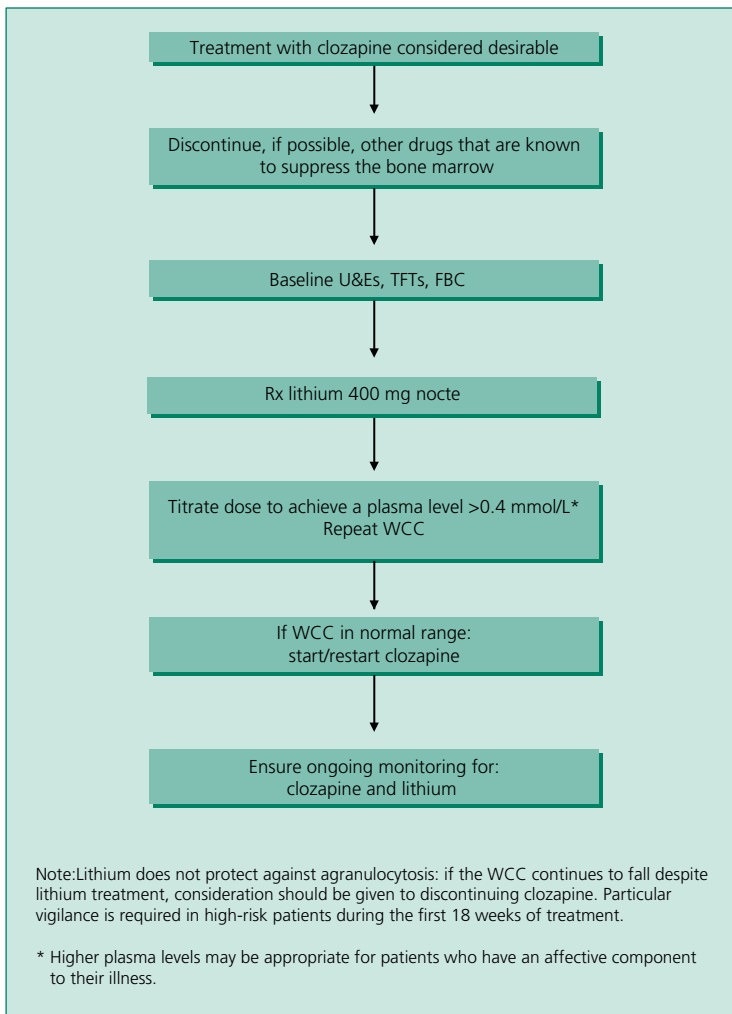 Treatment with clozapine considered desirable
Discontinue, if possible, other drugs that are known
to suppress the bone marrow
Baseline U&Es, TFTs, FBC
Rx lithium 400 mg nocte
Titrate dose to achieve a plasma level >0.4 mmol/L*
Repeat WCC
If WCC in normal range:
start/restart clozapine
Ensure ongoing monitoring for:
clozapine and lithium
Note:Lithium does not protect against agranulocytosis: if the WCC continues to fall despite
lithium treatment, consideration should be given to discontinuing clozapine. Particular
vigilance is required in high-risk patients during the first 18 weeks of treatment.
* Higher plasma levels may be appropriate for patients who have an affective component
to their illness.